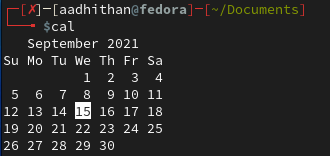 ┌─[✗]─[aadhithan@fedora]─[~/Documents]
└──╼ $cal
   September 2021
Su Mo Tu We Th Fr Sa
          1  2  3  4
 5  6  7  8  9 10 11
12 13 14 15 16 17 18
19 20 21 22 23 24 25
26 27 28 29 30